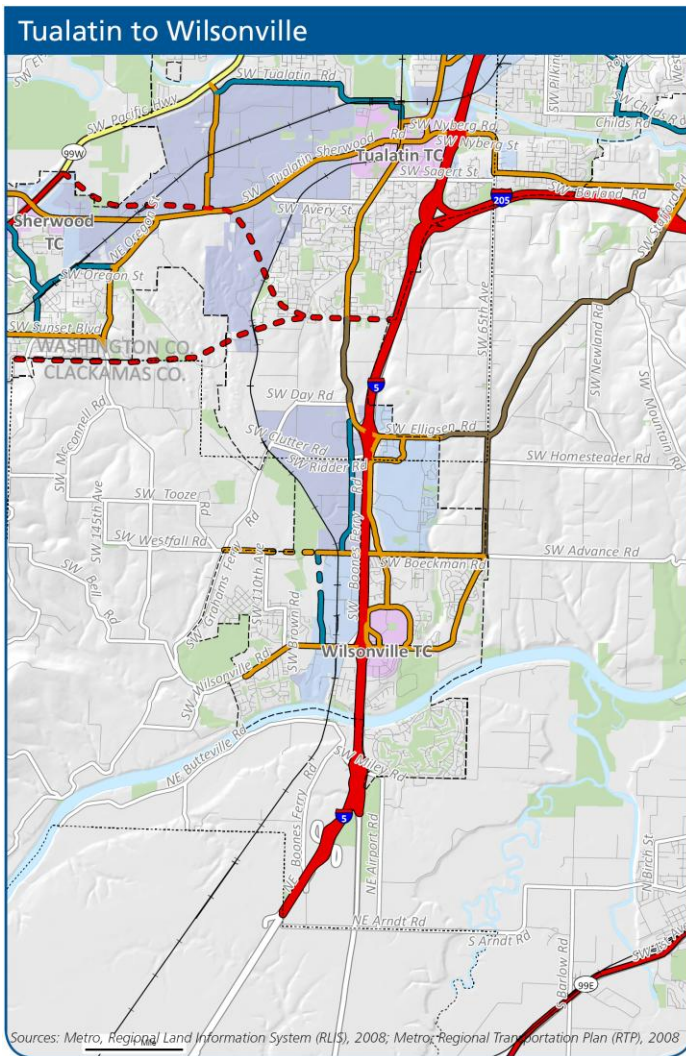 Tualatin to Wilsonville
SW Tualatin Rd
SW Pacific Hwy
99W
SW Childs Rd
Childs Rd
SW Nyberg Rd
SW Nyberg St
Tualatin TC
SW Tualatin Sherwood Rd
SW Sagert St
205
SW Borland Rd
SW Avery St
Sherwood TC
NE Oregon St
SW Oregon St
SW Stafford Rd
SW 65th Ave
SW Sunset Blvd
WASHINGTON CO.
CLACKAMAS CO.
SW Newland Rd
SW Mountain Rd
5
SW Day Rd
SW McConnell Rd
SW Elligsen Rd
SW Clutter Rd
SW Ridder Rd
SW Homesteader Rd
SW Tooze Rd
SW 145th Ave
SW Boones Ferry Rd
SW Westfall Rd
SW Boeckman Rd
SW Advance Rd
SW Grahams Ferry Rd
SW 110th Ave
SW Bell Rd
SW Brown Rd
Wilsonville TC
SW Wilsonville Rd
NE Butteville Rd
SW Miley Rd
NE Boones Ferry Rd
5
NE Airport Rd
N Birch St
NE Arndt Rd
S Arndt Rd
S Barlow Rd
99E
Sources: Metro, Regional Land Information System (RLIS), 2008; Metro, Regional Transportation Plan (RTP), 2008